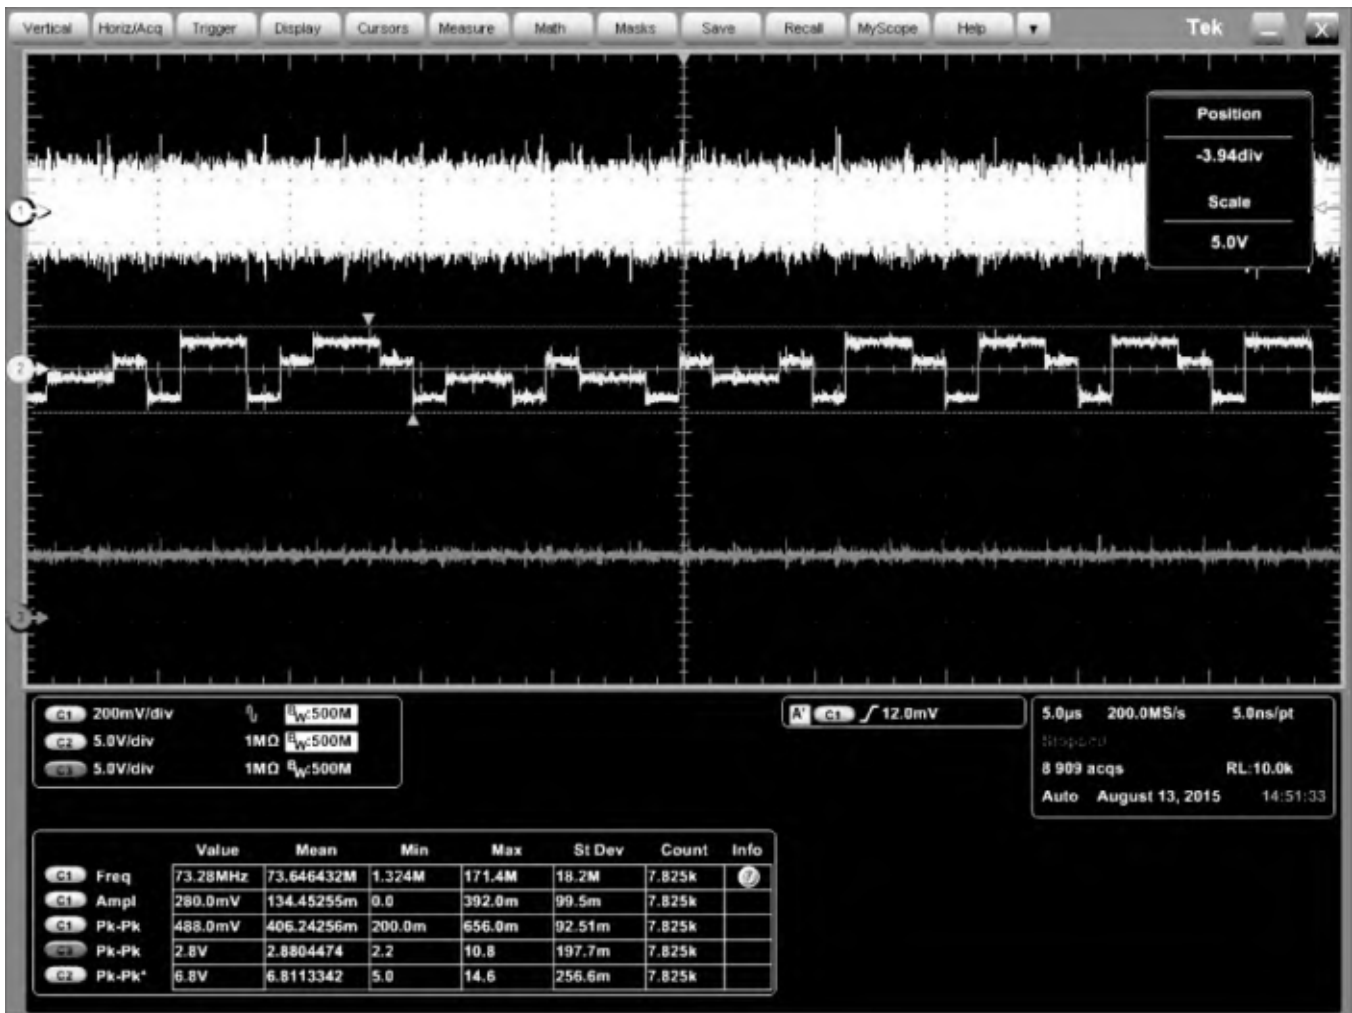 Vertical Horiz/Acq Trigger Display Cursors Measure Math Masks Save Recall MyScope Help Tek X
Position
-3.94div
Scale
5.0V
1
2
3
C1 200mV/div BW:500M
C2 5.0V/div 1MΩ BW:500M
C3 5.0V/div 1MΩ BW:500M
A' C1 12.0mV
5.0µs 200.0MS/s 5.0ns/pt
Stopped
8 909 acqs RL:10.0k
Auto August 13, 2015 14:51:33
Value Mean Min Max St Dev Count Info
C1 Freq 73.28MHz 73.646432M 1.324M 171.4M 18.2M 7.825k ?
C1 Ampl 280.0mV 134.45255m 0.0 392.0m 99.5m 7.825k
C1 Pk-Pk 488.0mV 406.24256m 200.0m 656.0m 92.51m 7.825k
C3 Pk-Pk 2.8V 2.8804474 2.2 10.8 197.7m 7.825k
C2 Pk-Pk* 6.8V 6.8113342 5.0 14.6 256.6m 7.825k